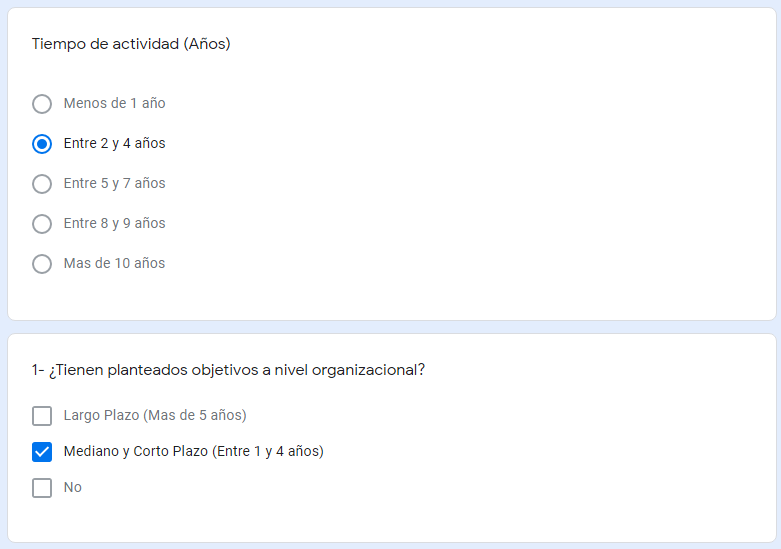 Tiempo de actividad (Años)
Menos de 1 año
Entre 2 y 4 años
Entre 5 y 7 años
Entre 8 y 9 años
Mas de 10 años
1- ¿Tienen planteados objetivos a nivel organizacional?
Largo Plazo (Mas de 5 años)
Mediano y Corto Plazo (Entre 1 y 4 años)
No